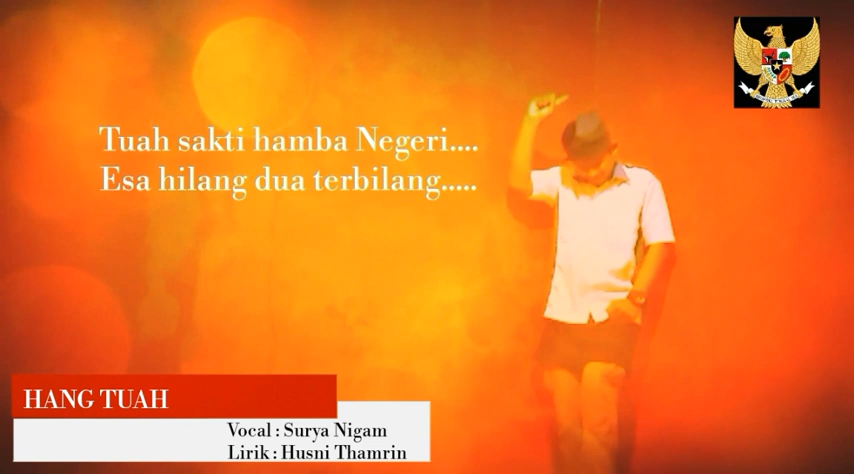 Tuah sakti hamba Negeri....
Esa hilang dua terbilang.....
HANG TUAH
Vocal : Surya Nigam
Lirik : Husni Thamrin